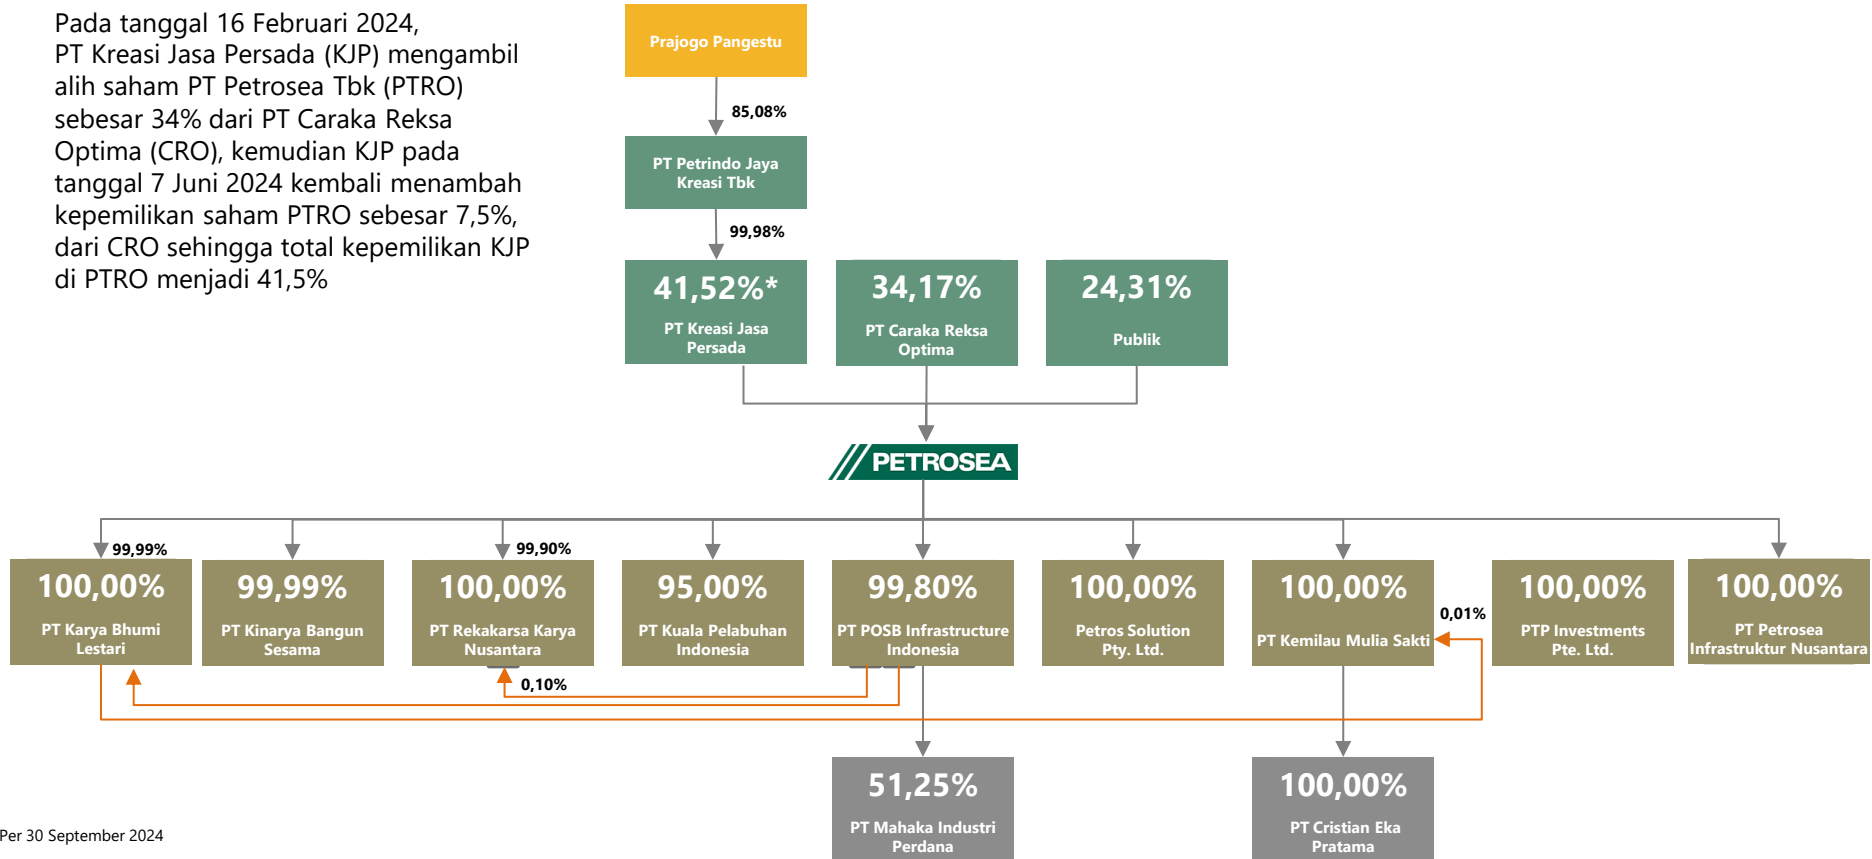 Pada tanggal 16 Februari 2024,
PT Kreasi Jasa Persada (KJP) mengambil
alih saham PT Petrosea Tbk (PTRO)
sebesar 34% dari PT Caraka Reksa
Optima (CRO), kemudian KJP pada
tanggal 7 Juni 2024 kembali menambah
kepemilikan saham PTRO sebesar 7,5%,
dari CRO sehingga total kepemilikan KJP
di PTRO menjadi 41,5%
Prajogo Pangestu
85,08%
PT Petrindo Jaya
Kreasi Tbk
99,98%
41,52%*
PT Kreasi Jasa
Persada
34,17%
PT Caraka Reksa
Optima
24,31%
Publik
PETROSEA
99,99%
100,00%
PT Karya Bhumi
Lestari
99,99%
PT Kinarya Bangun
Sesama
99,90%
100,00%
PT Rekakarsa Karya
Nusantara
0,10%
95,00%
PT Kuala Pelabuhan
Indonesia
99,80%
PT POSB Infrastructure
Indonesia
100,00%
Petros Solution
Pty. Ltd.
100,00%
PT Kemilau Mulia Sakti
0,01%
100,00%
PTP Investments
Pte. Ltd.
100,00%
PT Petrosea
Infrastruktur Nusantara
51,25%
PT Mahaka Industri
Perdana
100,00%
PT Cristian Eka
Pratama
Per 30 September 2024